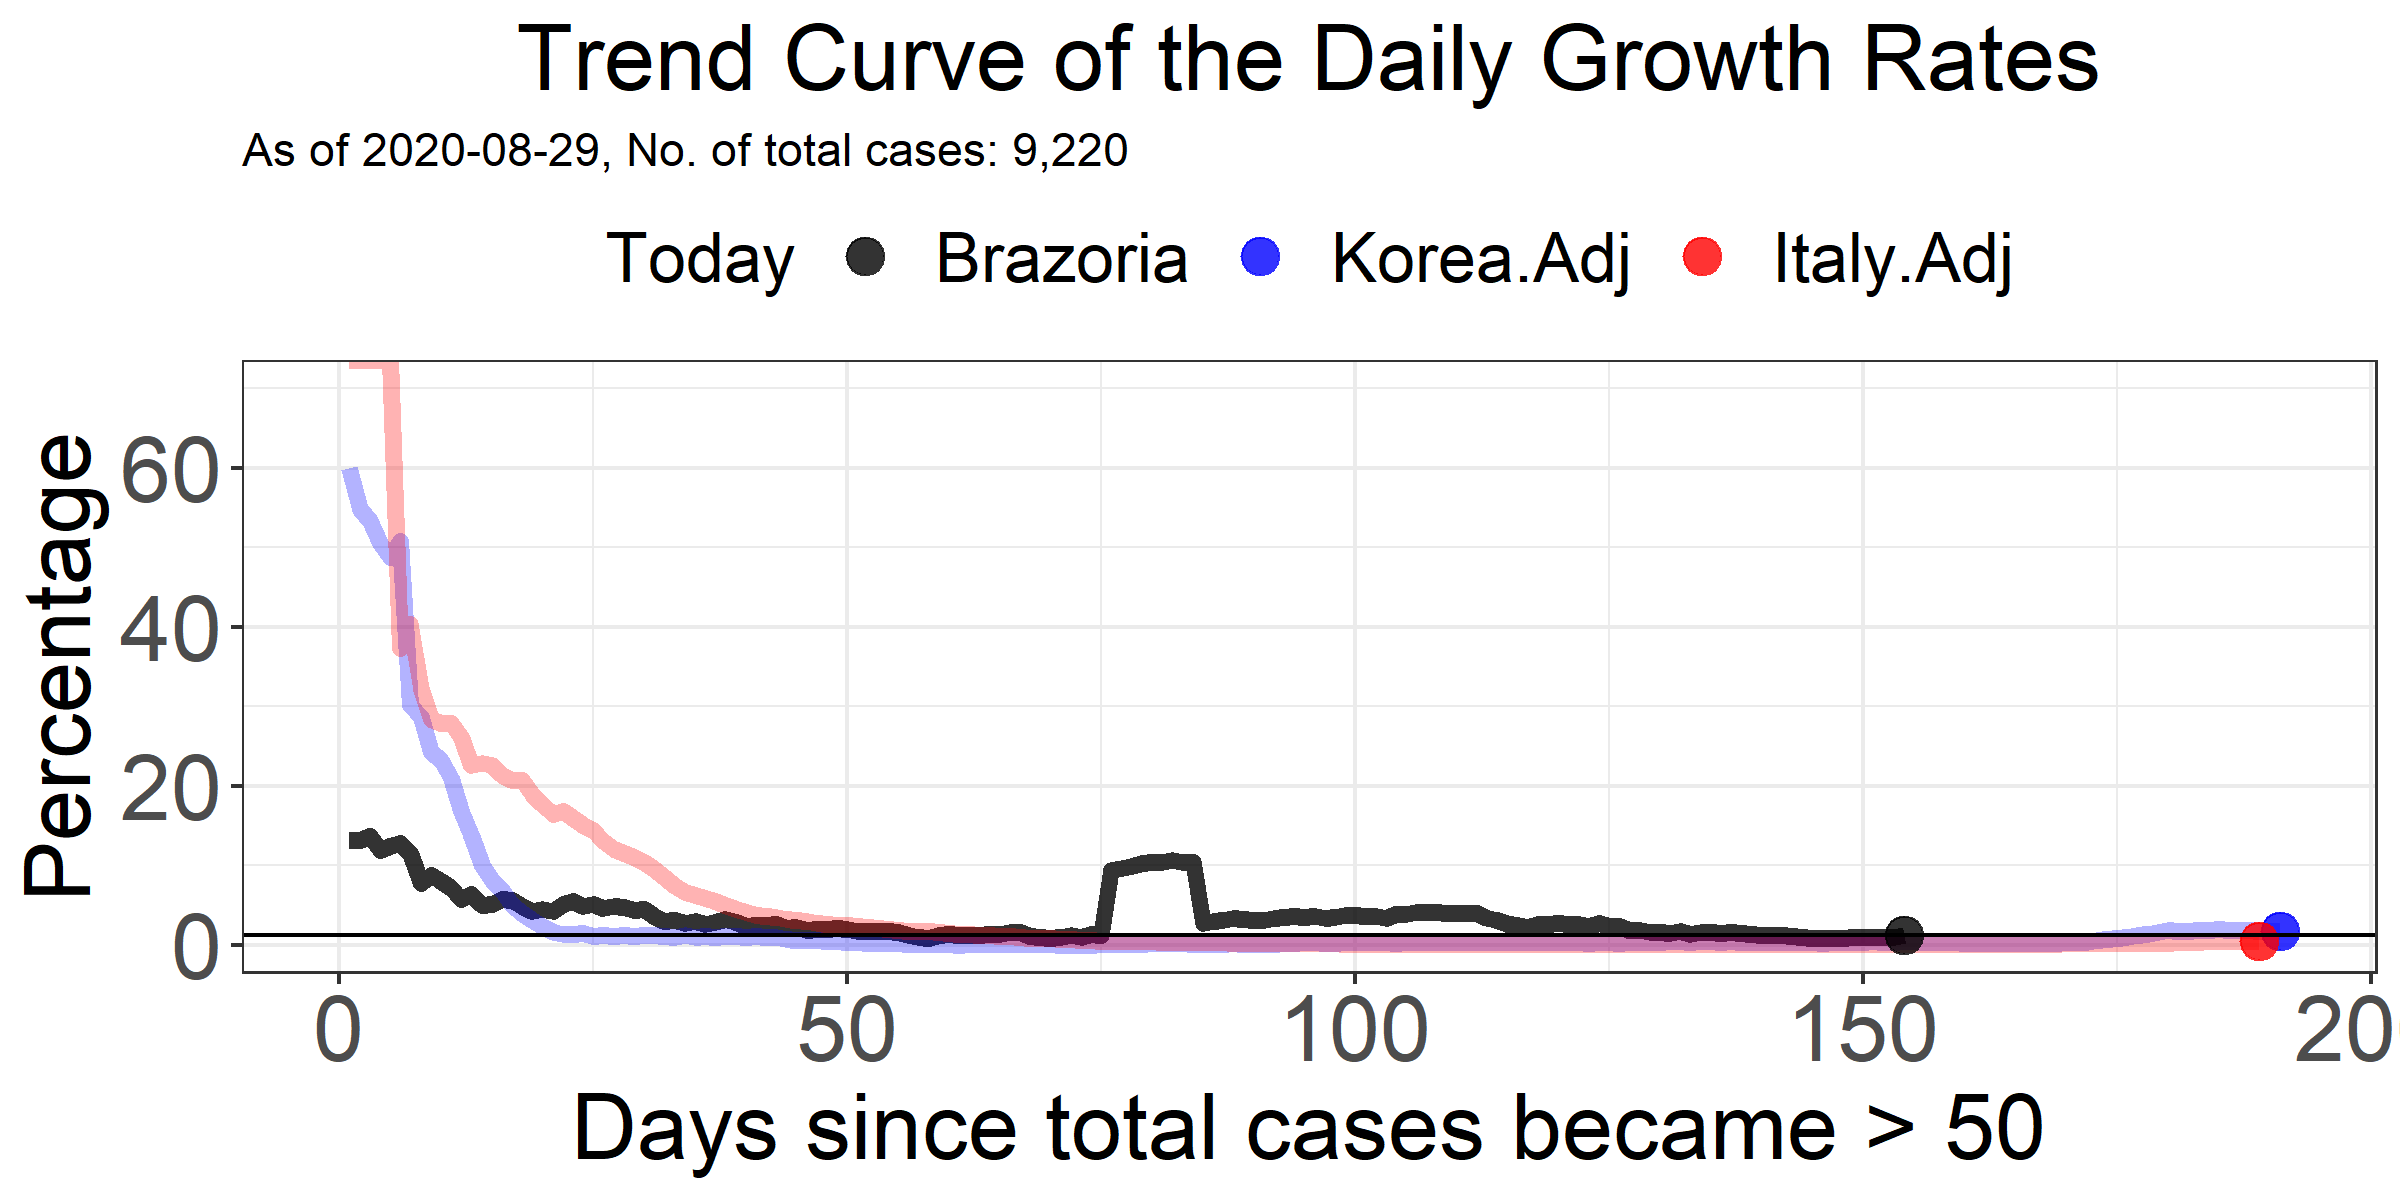 Trend Curve of the Daily Growth Rates
As of 2020-08-29, No. of total cases: 9,220
Today Brazoria Korea.Adj Italy.Adj
Percentage
60
40
20
0
0 50 100 150 20
Days since total cases became > 50